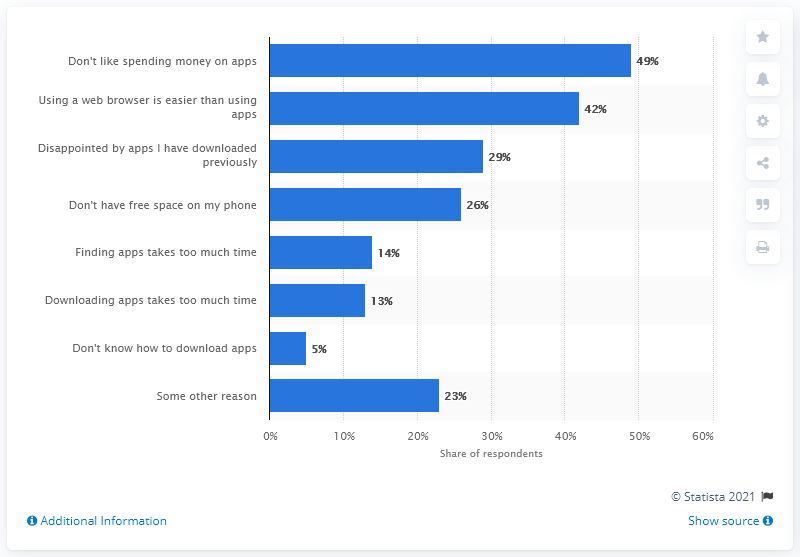 Don't like spending money on apps
49%
Using a web browser is easier than using
apps
42%
Disappointed by apps I have downloaded
previously
29%
Don't have free space on my phone
26%
Finding apps takes too much time
14%
Downloading apps takes too much time
13%
Don't know how to download apps
5%
Some other reason
23%
0% 10% 20% 30% 40% 50% 60%
Share of respondents
© Statista 2021
Additional Information
Show source